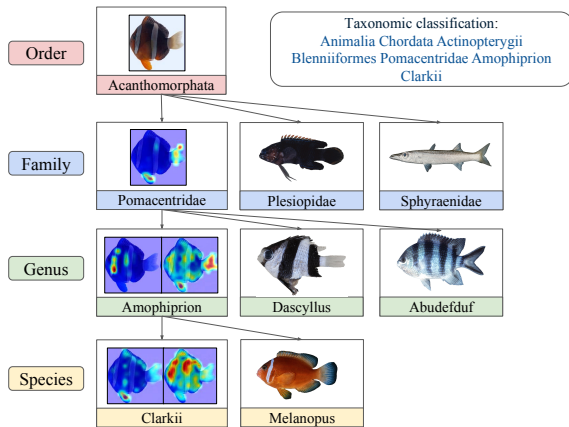 Taxonomic classification:
Animalia Chordata Actinopterygii
Blenniiformes Pomacentridae Amophiprion
Clarkii
Order
Acanthomorphata
Family
Pomacentridae
Plesiopidae
Sphyraenidae
Genus
Amophiprion
Dascyllus
Abudefduf
Species
Clarkii
Melanopus